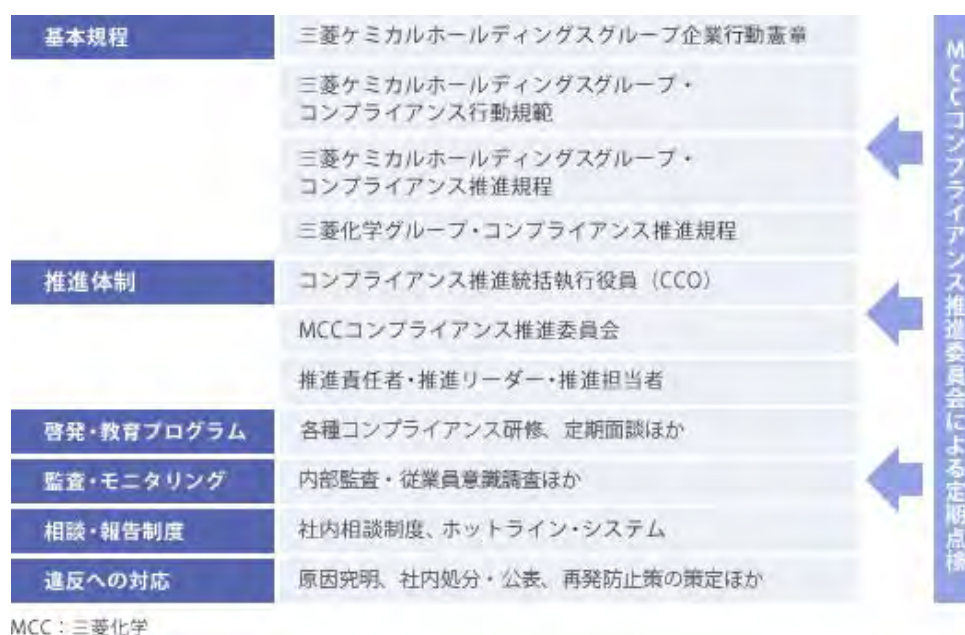 基本規程
三菱ケミカルホールディングスグループ企業行動憲章
三菱ケミカルホールディングスグループ・
コンプライアンス行動規範
三菱ケミカルホールディングスグループ・
コンプライアンス推進規程
三菱化学グループ・コンプライアンス推進規程
推進体制
コンプライアンス推進統括執行役員（CCO）
MCCコンプライアンス推進委員会
推進責任者・推進リーダー・推進担当者
啓発・教育プログラム
各種コンプライアンス研修、定期面談ほか
監査・モニタリング
内部監査・従業員意識調査ほか
相談・報告制度
社内相談制度、ホットライン・システム
違反への対応
原因究明、社内処分・公表、再発防止策の策定ほか
MCCコンプライアンス推進委員会による定期点検
MCC：三菱化学